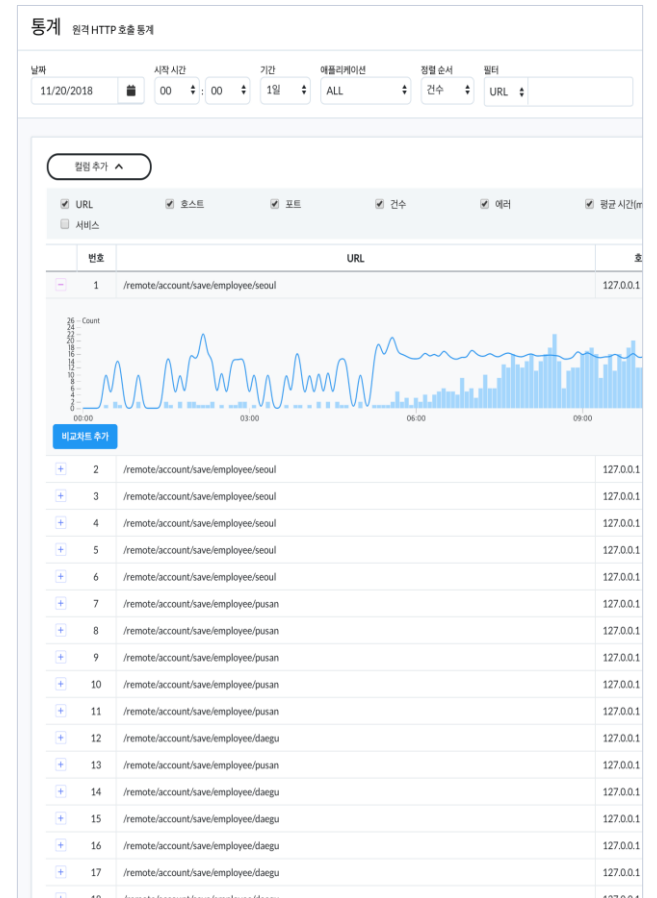 통계 원격 HTTP 호출 통계
날짜 시작 시간 기간 애플리케이션 정렬 순서 필터
11/20/2018 00 : 00 1일 ALL 건수 URL
컬럼 추가
URL 호스트 포트 건수 에러 평균 시간(m
서비스
번호 URL 호
1 /remote/account/save/employee/seoul 127.0.0.1
26 Count
24
22
20
18
16
14
12
10
8
6
4
2
0
00:00 03:00 06:00 09:00
비교차트 추가
2 /remote/account/save/employee/seoul 127.0.0.1
3 /remote/account/save/employee/seoul 127.0.0.1
4 /remote/account/save/employee/seoul 127.0.0.1
5 /remote/account/save/employee/seoul 127.0.0.1
6 /remote/account/save/employee/seoul 127.0.0.1
7 /remote/account/save/employee/pusan 127.0.0.1
8 /remote/account/save/employee/pusan 127.0.0.1
9 /remote/account/save/employee/pusan 127.0.0.1
10 /remote/account/save/employee/pusan 127.0.0.1
11 /remote/account/save/employee/pusan 127.0.0.1
12 /remote/account/save/employee/daegu 127.0.0.1
13 /remote/account/save/employee/pusan 127.0.0.1
14 /remote/account/save/employee/daegu 127.0.0.1
15 /remote/account/save/employee/daegu 127.0.0.1
16 /remote/account/save/employee/daegu 127.0.0.1
17 /remote/account/save/employee/daegu 127.0.0.1